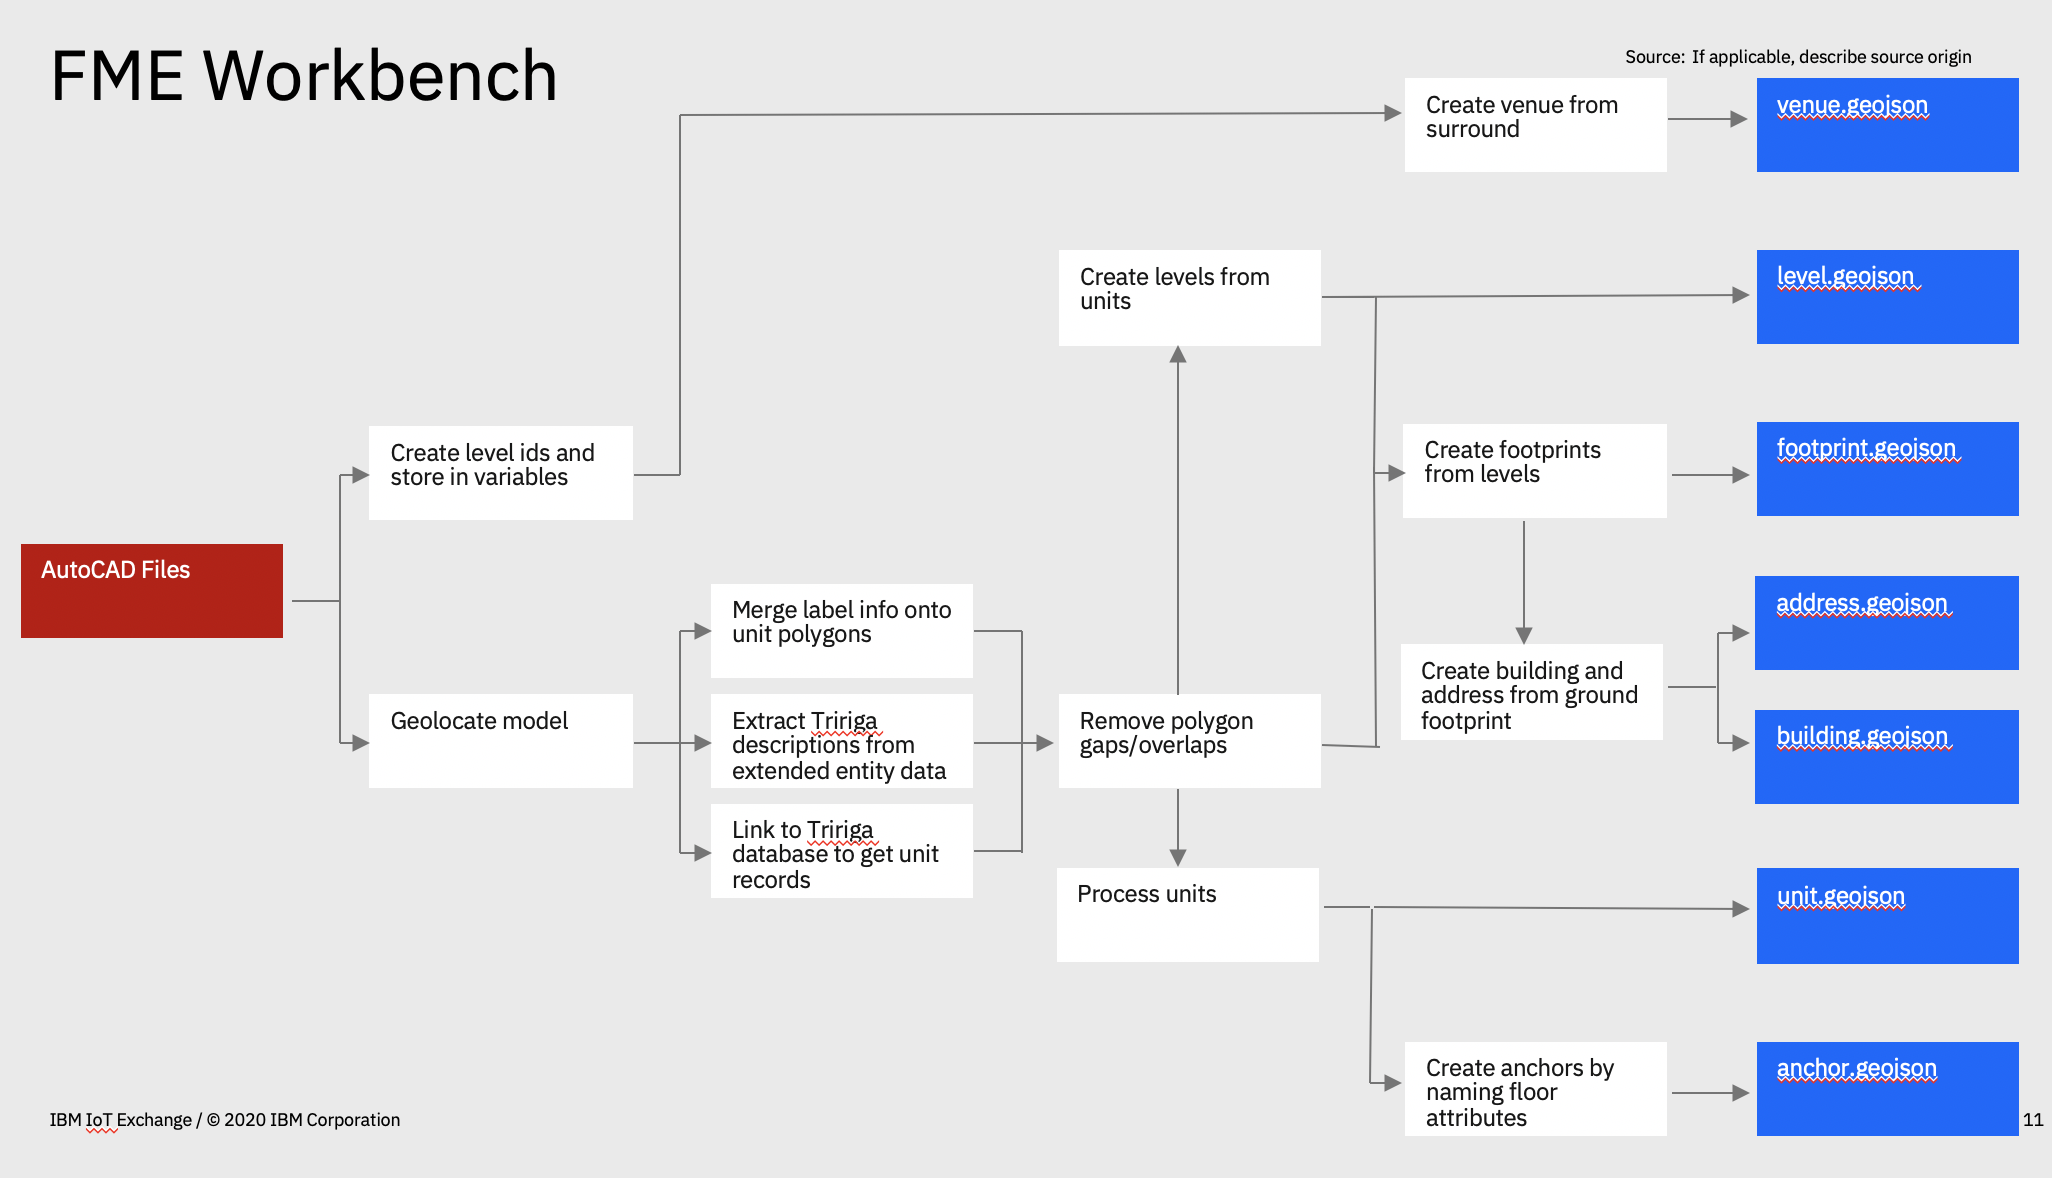 FME Workbench
Source: If applicable, describe source origin
Create venue from
surround
venue.geojson
Create levels from
units
level.geojson
Create level ids and
store in variables
Create footprints
from levels
footprint.geojson
AutoCAD Files
Merge label info onto
unit polygons
address.geojson
Geolocate model
Extract Tririga
descriptions from
extended entity data
Remove polygon
gaps/overlaps
Create building and
address from ground
footprint
building.geojson
Link to Tririga
database to get unit
records
Process units
unit.geojson
Create anchors by
naming floor
attributes
anchor.geojson
IBM IoT Exchange / © 2020 IBM Corporation
11